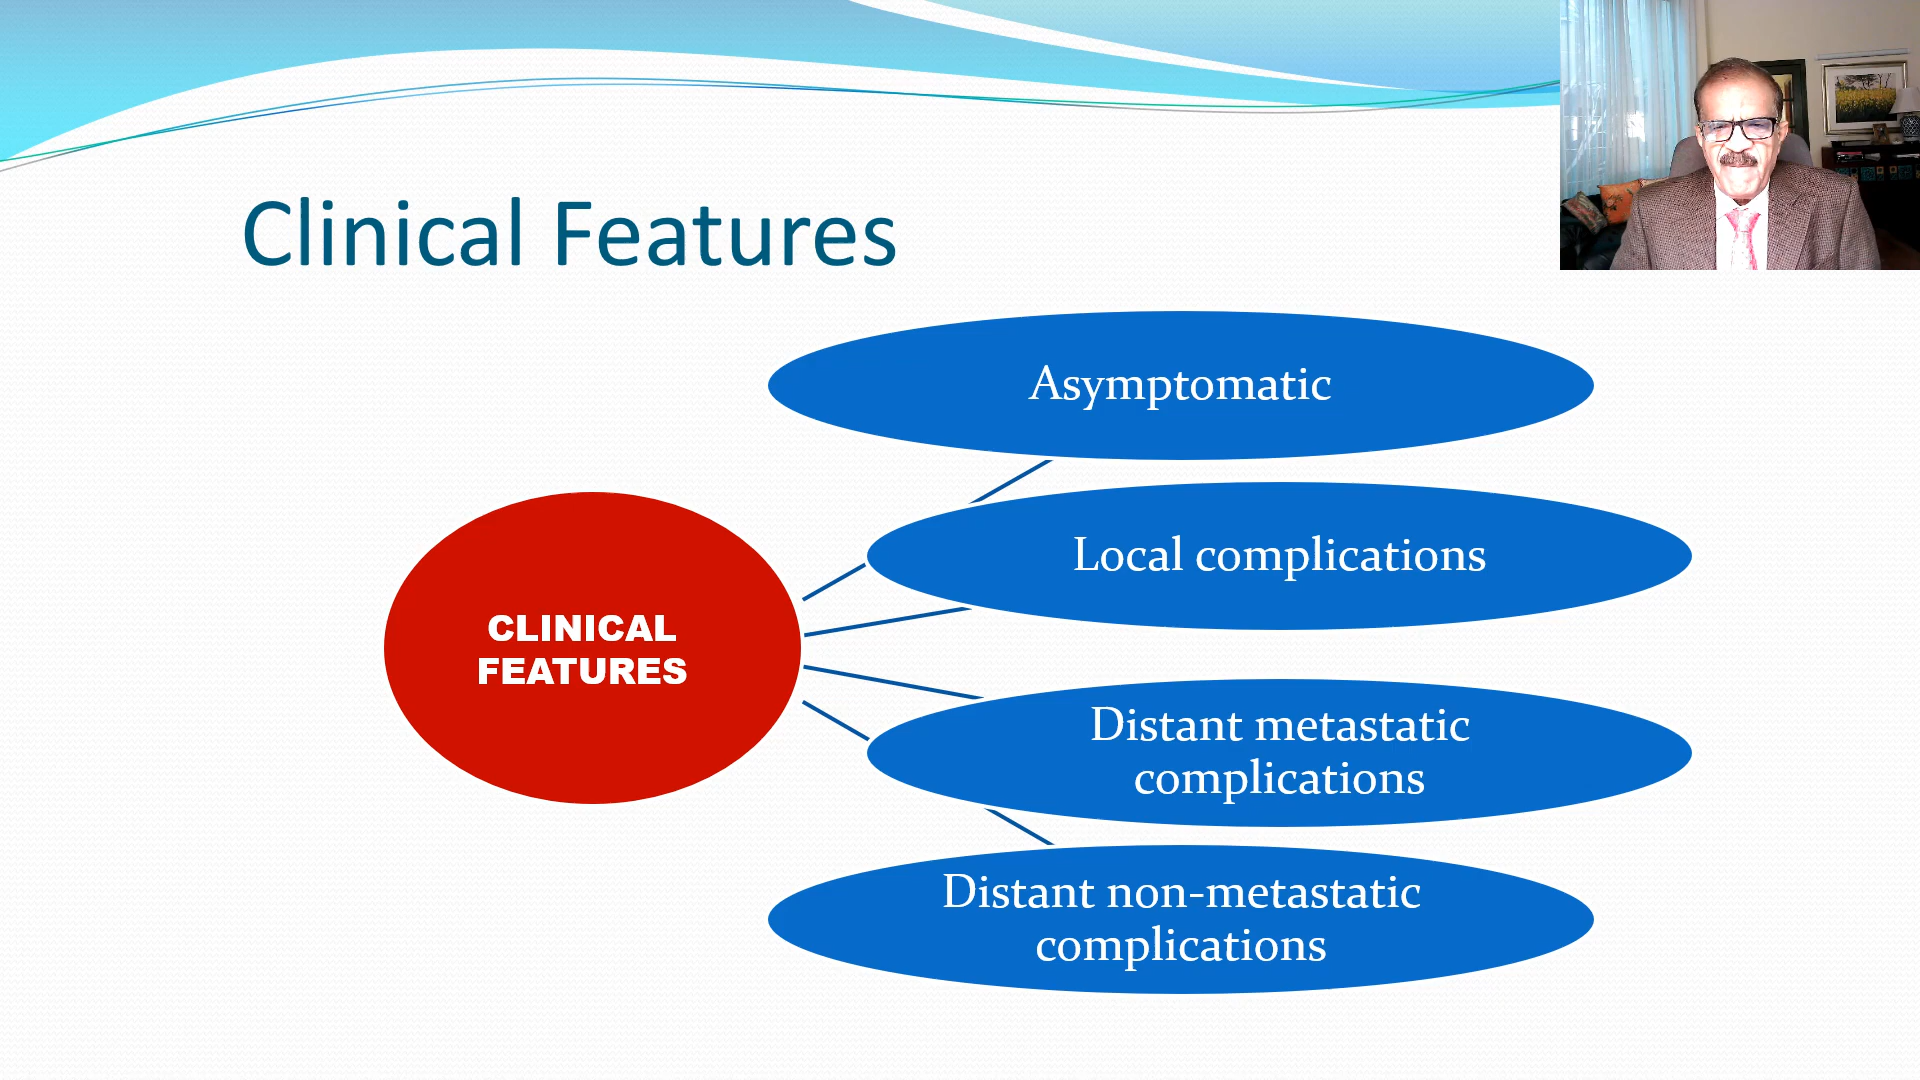 Clinical Features
Asymptomatic
Local complications
CLINICAL
FEATURES
Distant metastatic
complications
Distant non-metastatic
complications